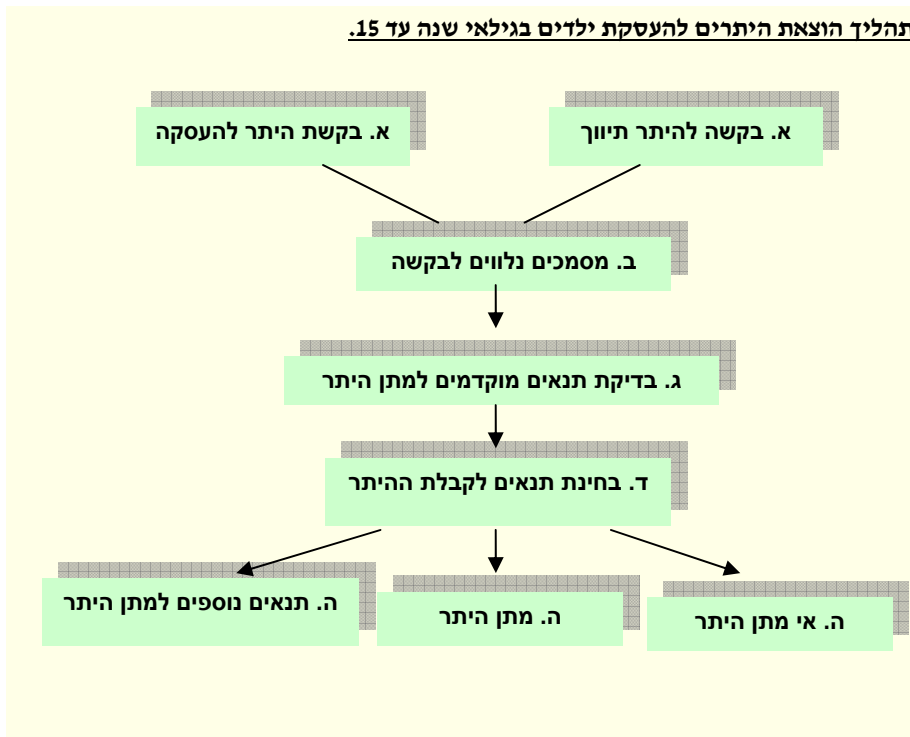 תהליך הוצאת היתרים להעסקת ילדים בגילאי שנה עד 15.
א. בקשה להיתר תיווך
א. בקשת היתר להעסקה
ב. מסמכים נלווים לבקשה
ג. בדיקת תנאים מוקדמים למתן היתר
ד. בחינת תנאים לקבלת ההיתר
ה. אי מתן היתר
ה. מתן היתר
ה. תנאים נוספים למתן היתר